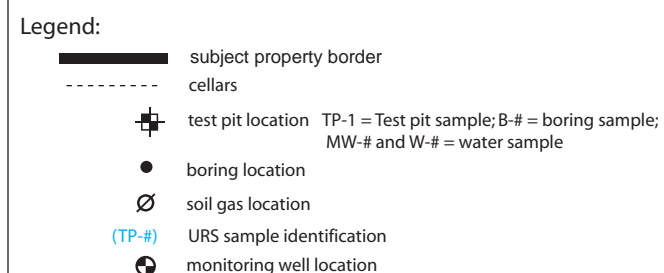 Legend:
subject property border
cellars
test pit location TP-1 = Test pit sample; B-# = boring sample;
MW-# and W-# = water sample
boring location
soil gas location
(TP-#) URS sample identification
monitoring well location